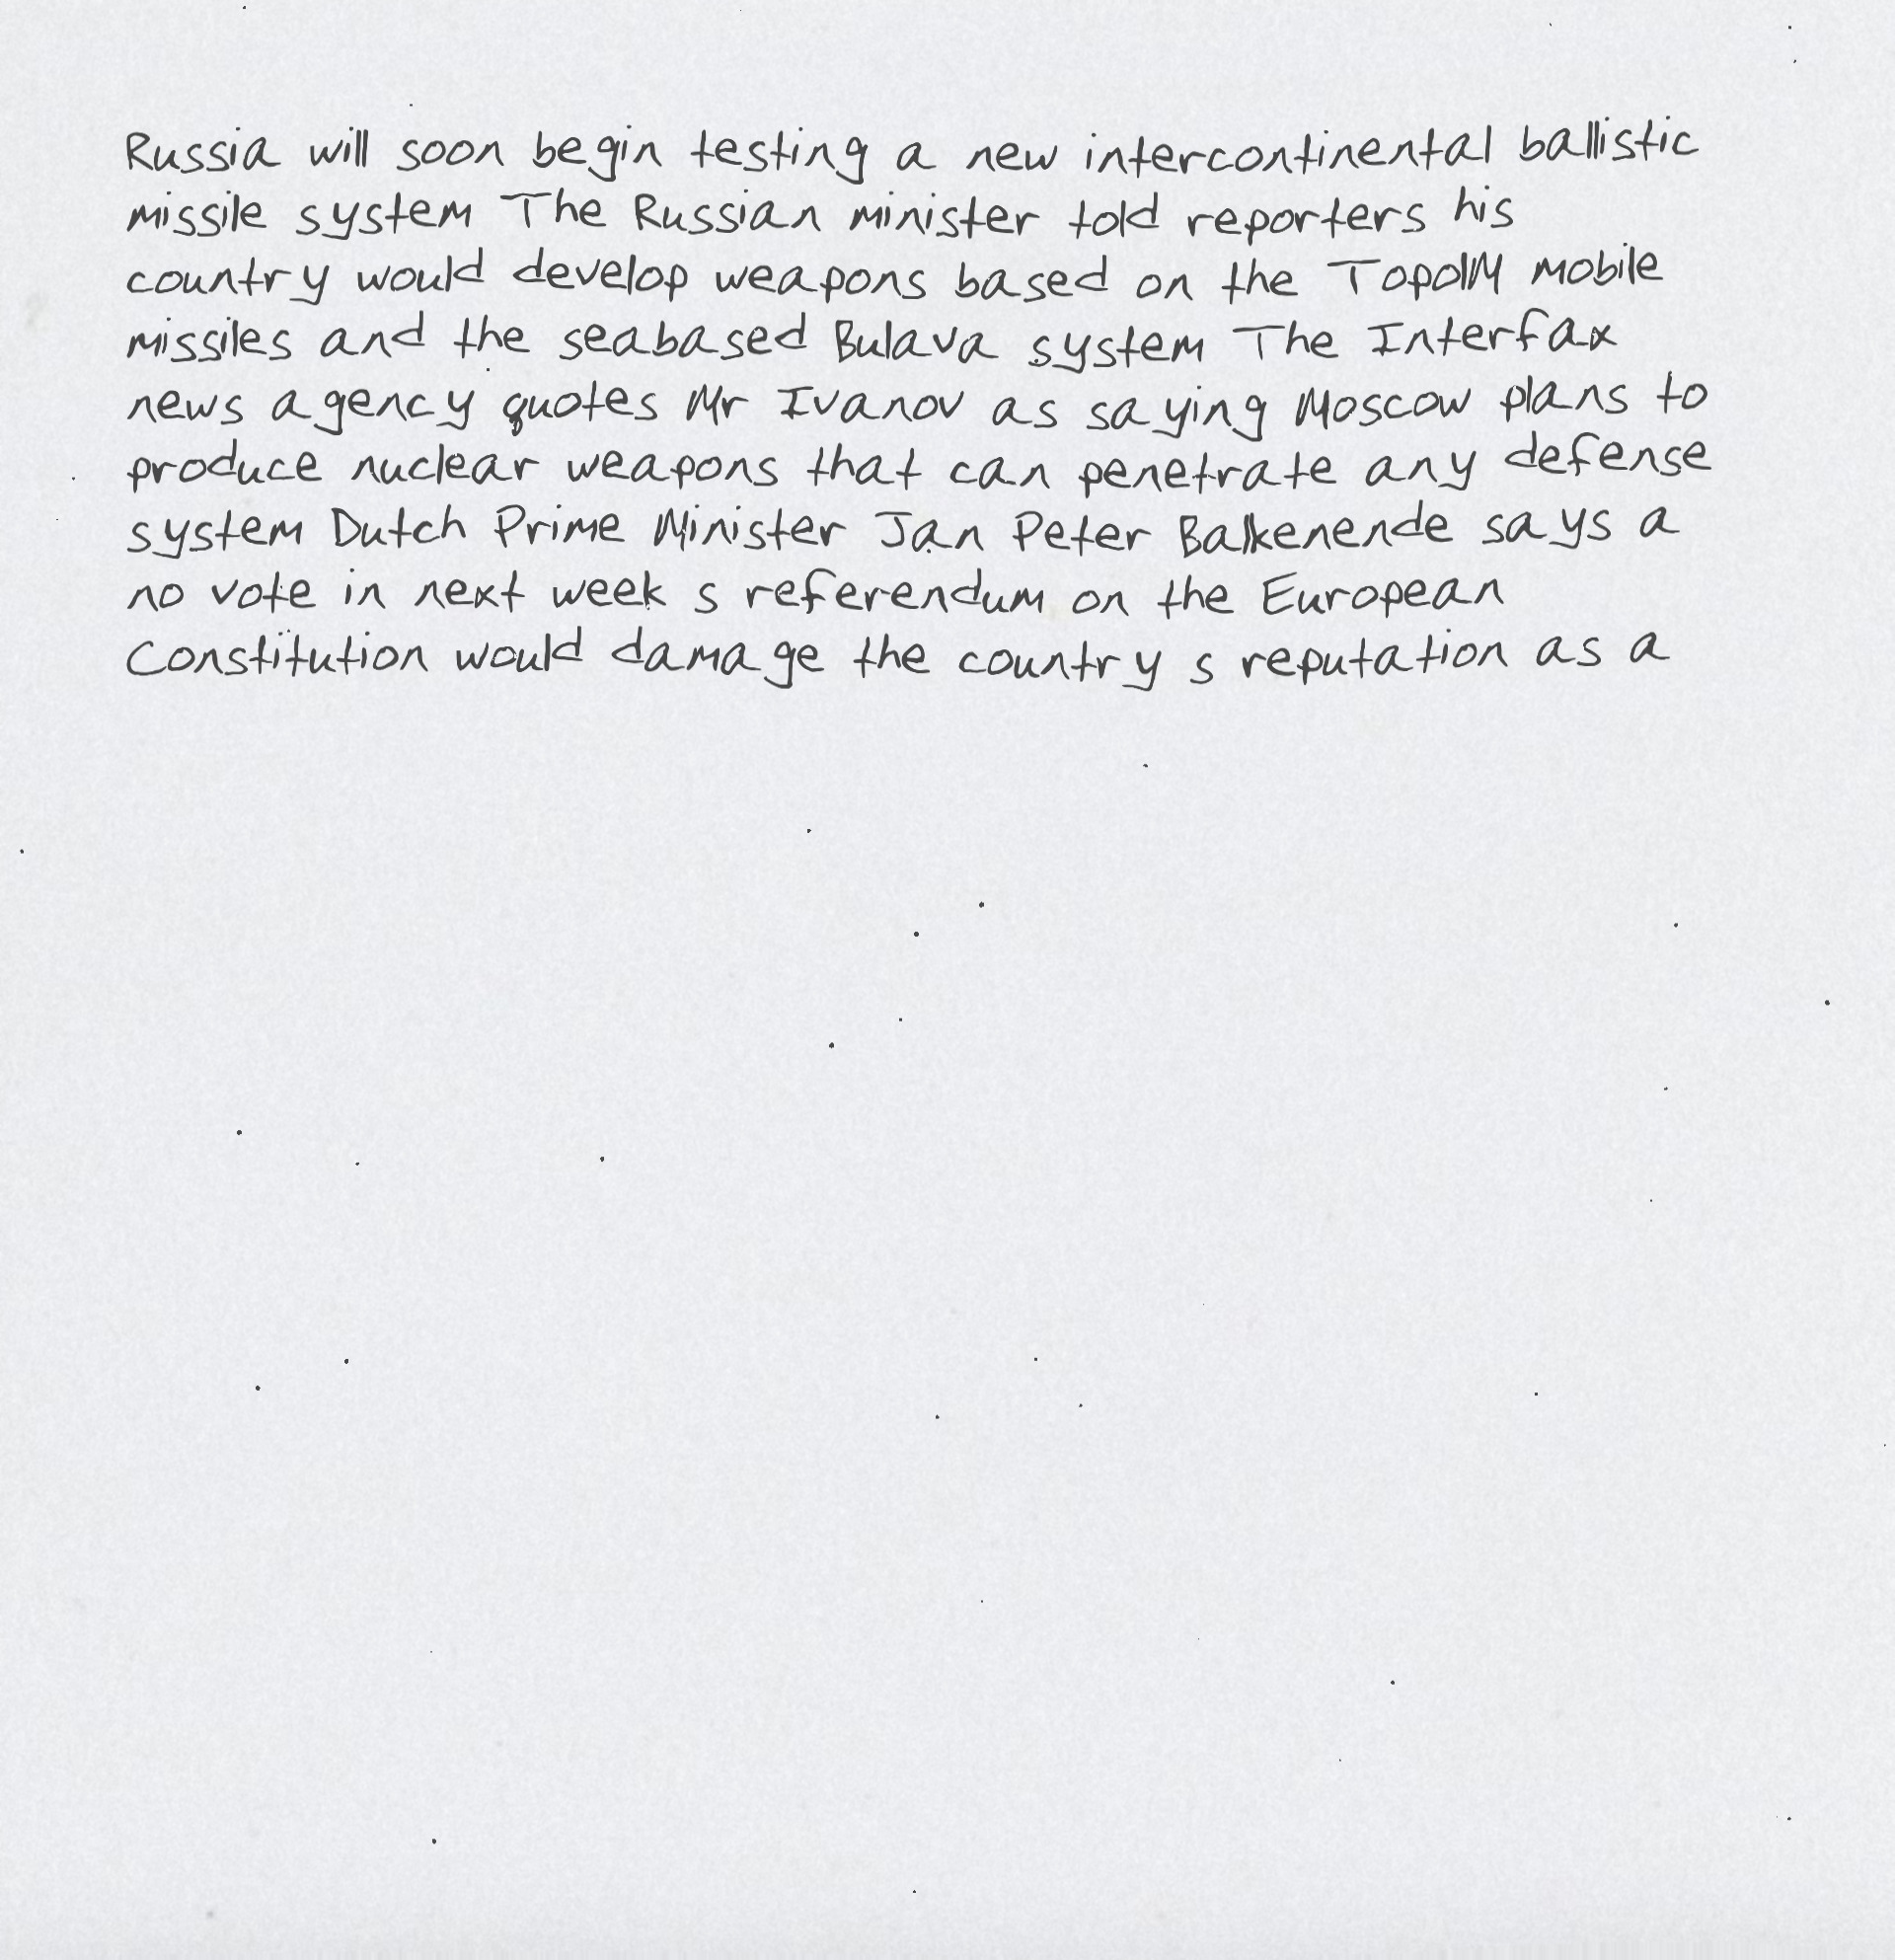 Russia will soon begin testing a new intercontinental ballistic
missile system The Russian minister told reporters his
country would develop weapons based on the TopolM mobile
missiles and the seabased Bulava system The Interfax
news agency quotes Mr Ivanov as saying Moscow plans to
produce nuclear weapons that can penetrate any defense
system Dutch Prime Minister Jan Peter Balkenende says a
no vote in next week s referendum on the European
Constitution would damage the country s reputation as a